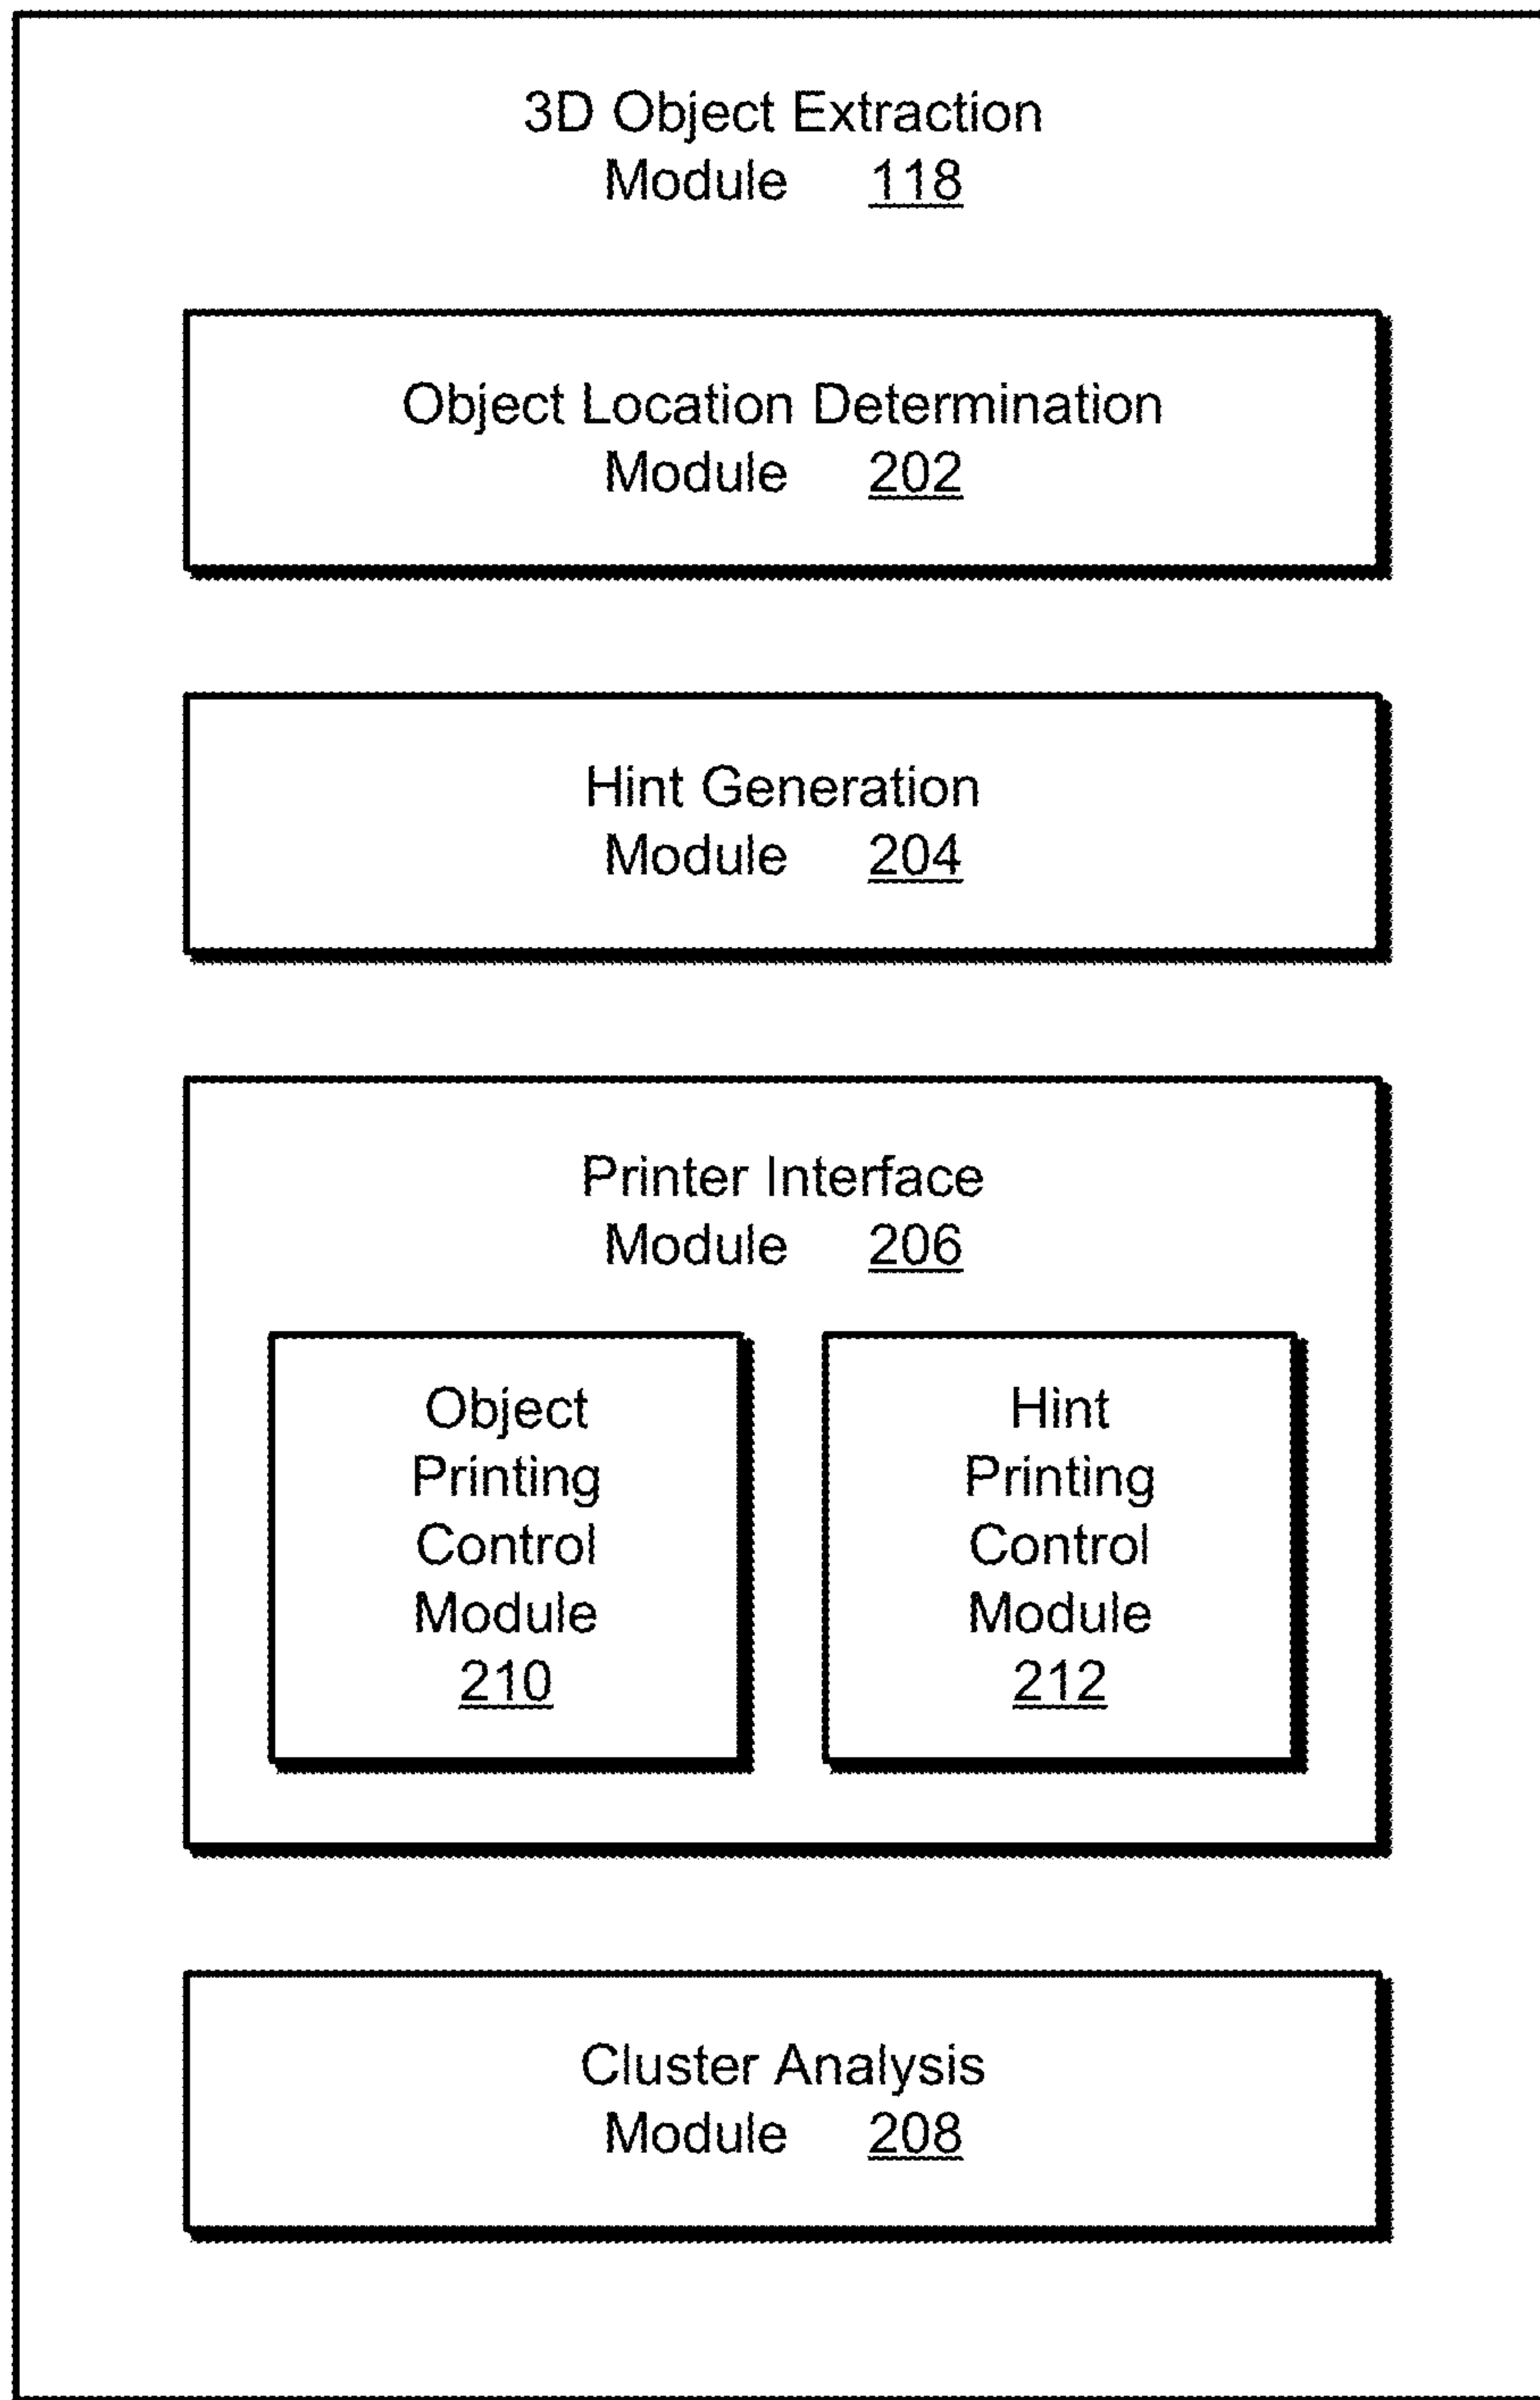 3D Object Extraction
Module 118
Object Location Determination
Module 202
Hint Generation
Module 204
Printer Interface
Module 206
Object
Printing
Control
Module
210
Hint
Printing
Control
Module
212
Cluster Analysis
Module 208